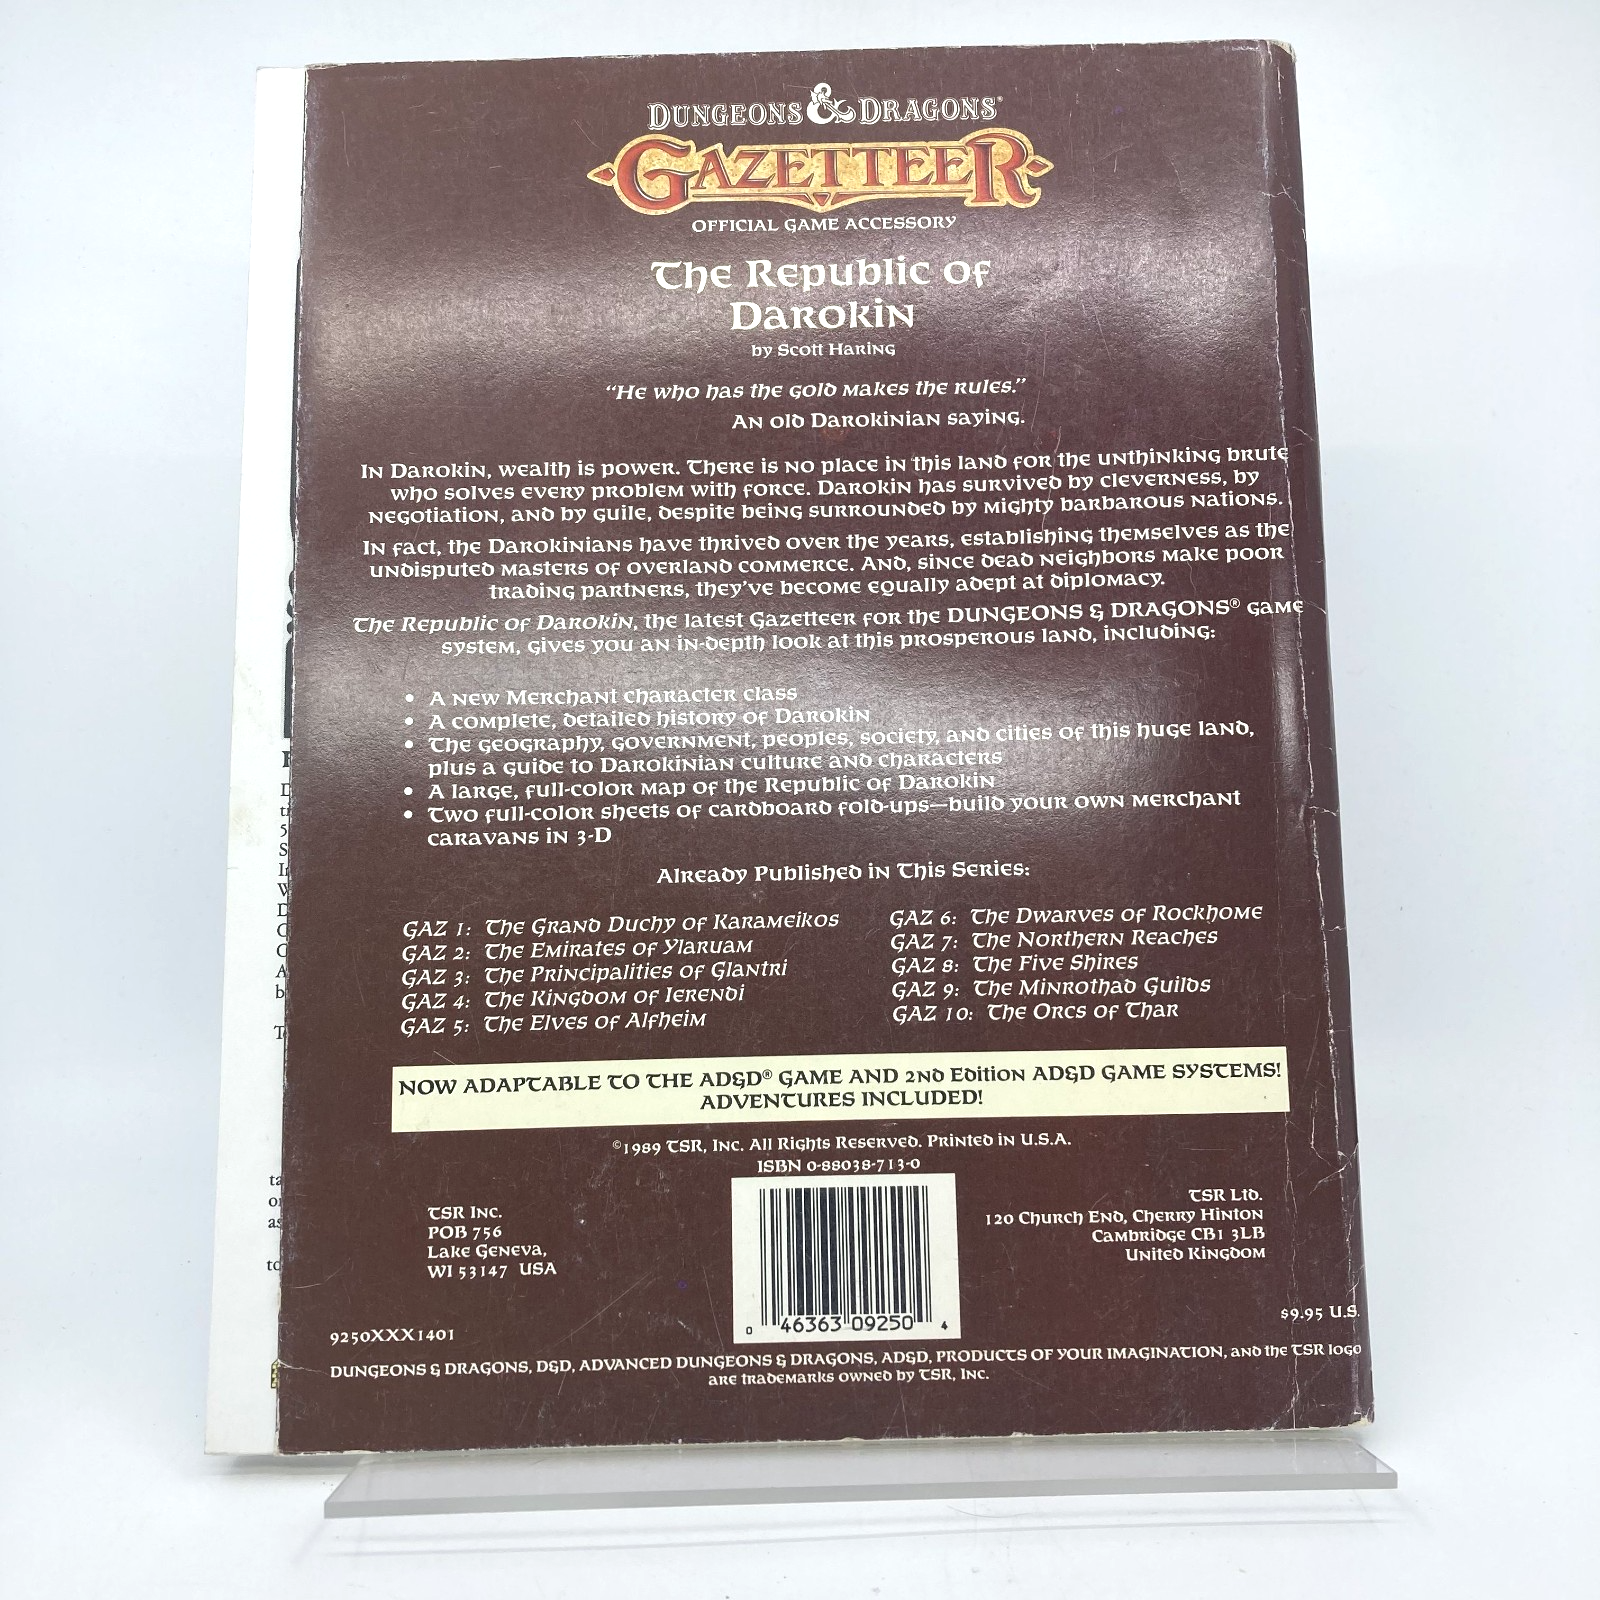 DUNGEONS & DRAGONS®
GAZETTEER
OFFICIAL GAME ACCESSORY
The Republic of
Darokin
by Scott Haring
"He who has the gold makes the rules."
An old Darokinian saying.
In Darokin, wealth is power. There is no place in this land for the unthinking brute
who solves every problem with force. Darokin has survived by cleverness, by
negotiation, and by guile, despite being surrounded by mighty barbarous nations.
In fact, the Darokinians have thrived over the years, establishing themselves as the
undisputed masters of overland commerce. And, since dead neighbors make poor
trading partners, they've become equally adept at diplomacy.
The Republic of Darokin, the latest Gazetteer for the DUNGEONS & DRAGONS® game
system, gives you an in-depth look at this prosperous land, including:
• A new Merchant character class
• A complete, detailed history of Darokin
• The geography, government, peoples, society, and cities of this huge land,
plus a guide to Darokinian culture and characters
• A large, full-color map of the Republic of Darokin
• Two full-color sheets of cardboard fold-ups—build your own merchant
caravans in 3-D
Already Published in This Series:
GAZ 1: The Grand Duchy of Karameikos
GAZ 2: The Emirates of Ylaruam
GAZ 3: The Principalities of Glantri
GAZ 4: The Kingdom of Ierendi
GAZ 5: The Elves of Alfheim
GAZ 6: The Dwarves of Rockhome
GAZ 7: The Northern Reaches
GAZ 8: The Five Shires
GAZ 9: The Minrothad Guilds
GAZ 10: The Orcs of Thar
NOW ADAPTABLE TO THE AD&D® GAME AND 2nd Edition AD&D GAME SYSTEMS!
ADVENTURES INCLUDED!
©1989 TSR, Inc. All Rights Reserved. Printed in U.S.A.
ISBN 0-88038-713-0
TSR Inc.
POB 756
Lake Geneva,
WI 53147 USA
TSR Ltd.
120 Church End, Cherry Hinton
Cambridge CB1 3LB
United Kingdom
0 46363 09250 4
$9.95 U.S.
9250XXX1401
DUNGEONS & DRAGONS, D&D, ADVANCED DUNGEONS & DRAGONS, AD&D, PRODUCTS OF YOUR IMAGINATION, and the TSR logo
are trademarks owned by TSR, Inc.